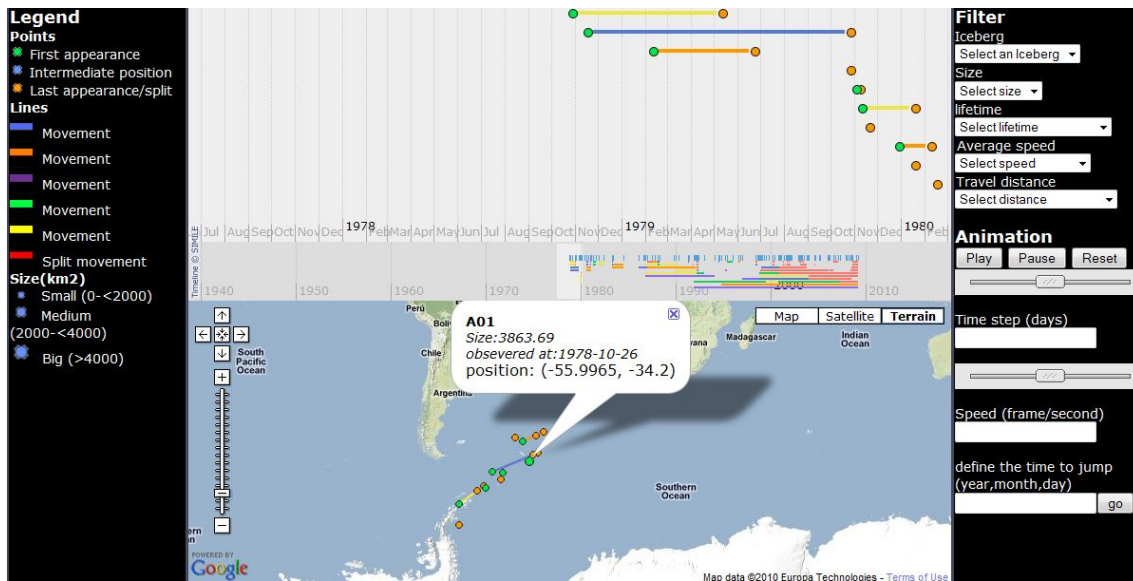 Legend
Points
First appearance
Intermediate position
Last appearance/split
Lines
Movement
Movement
Movement
Movement
Movement
Split movement
Size(km2)
Small (0-<2000)
Medium
(2000-<4000)
Big (>4000)
Timeline © SIMILE
1978 1979 1980
Jul Aug Sep Oct Nov Dec Feb Mar Apr May Jun Jul Aug Sep Oct Nov Dec Feb Mar Apr May Jun Jul Aug Sep Oct Nov Dec Feb
1940 1950 1960 1970 1980 1990 2000 2010
A01
Size:3863.69
obsevered at:1978-10-26
position: (-55.9965, -34.2)
Map Satellite Terrain
Perú
Chile
Argentina
South
Pacific
Ocean
Madagascar
Indian
Ocean
Southern
Ocean
POWERED BY
Google
Map data ©2010 Europa Technologies - Terms of Use
Filter
Iceberg
Select an Iceberg
Size
Select size
lifetime
Select lifetime
Average speed
Select speed
Travel distance
Select distance
Animation
Play Pause Reset
Time step (days)
Speed (frame/second)
define the time to jump
(year,month,day)
go